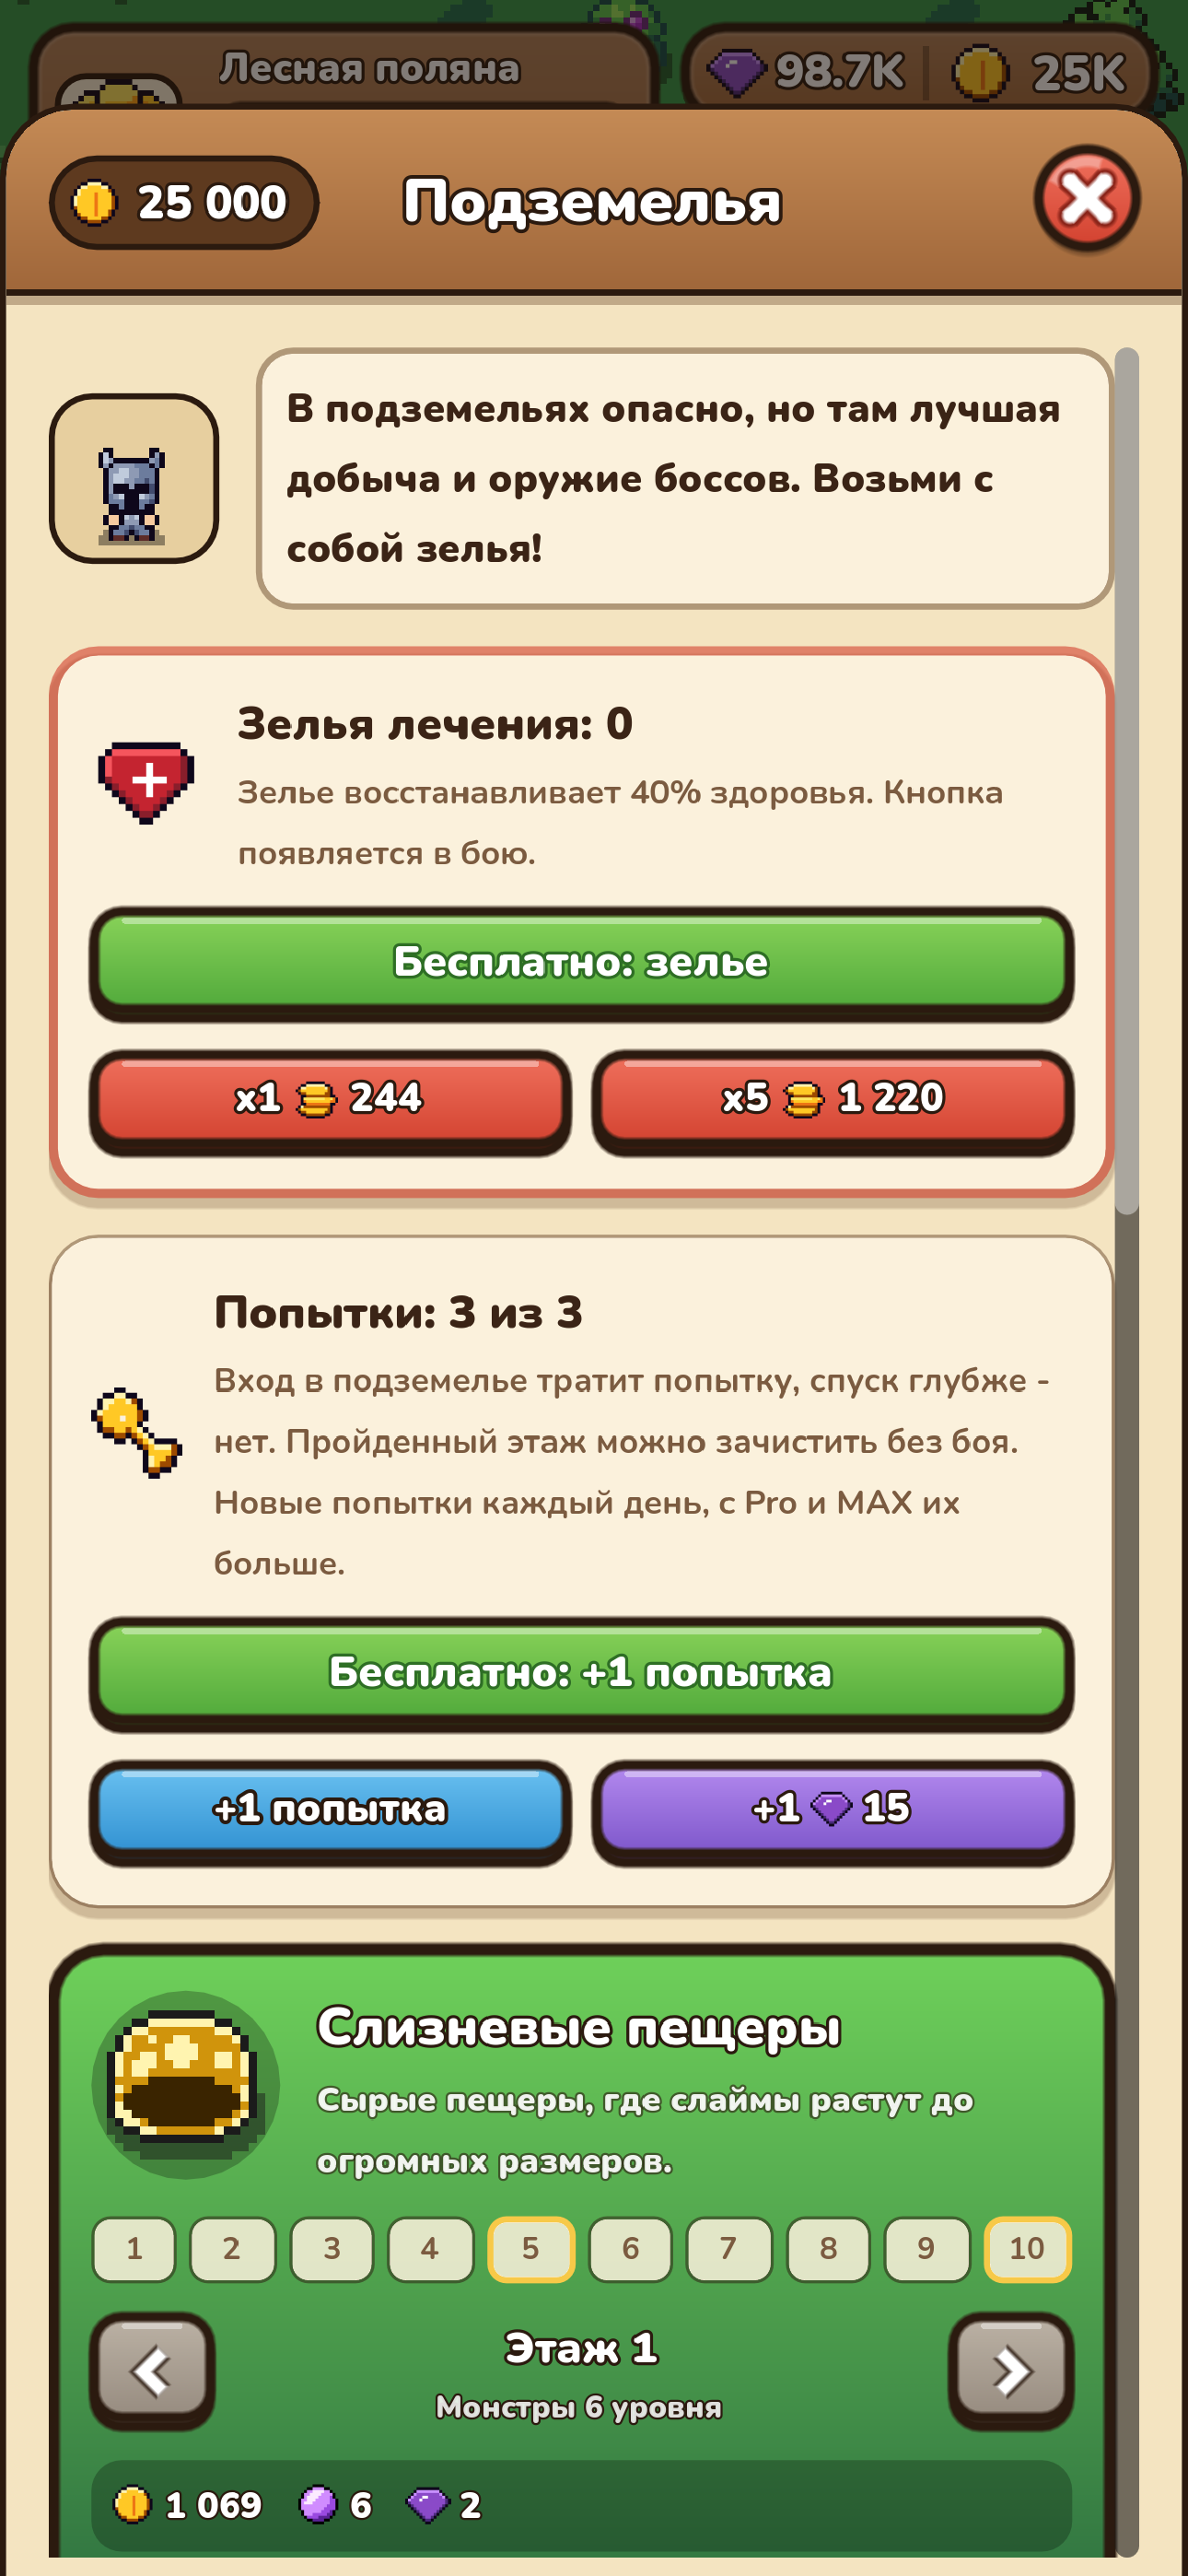 Лесная поляна
98.7K
25K
25 000
Подземелья
В подземельях опасно, но там лучшая
добыча и оружие боссов. Возьми с
собой зелья!
Зелья лечения: 0
Зелье восстанавливает 40% здоровья. Кнопка
появляется в бою.
Бесплатно: зелье
x1 244
x5 1 220
Попытки: 3 из 3
Вход в подземелье тратит попытку, спуск глубже -
нет. Пройденный этаж можно зачистить без боя.
Новые попытки каждый день, с Pro и MAX их
больше.
Бесплатно: +1 попытка
+1 попытка
+1 15
Слизневые пещеры
Сырые пещеры, где слаймы растут до
огромных размеров.
1 2 3 4 5 6 7 8 9 10
Этаж 1
Монстры 6 уровня
1 069 6 2